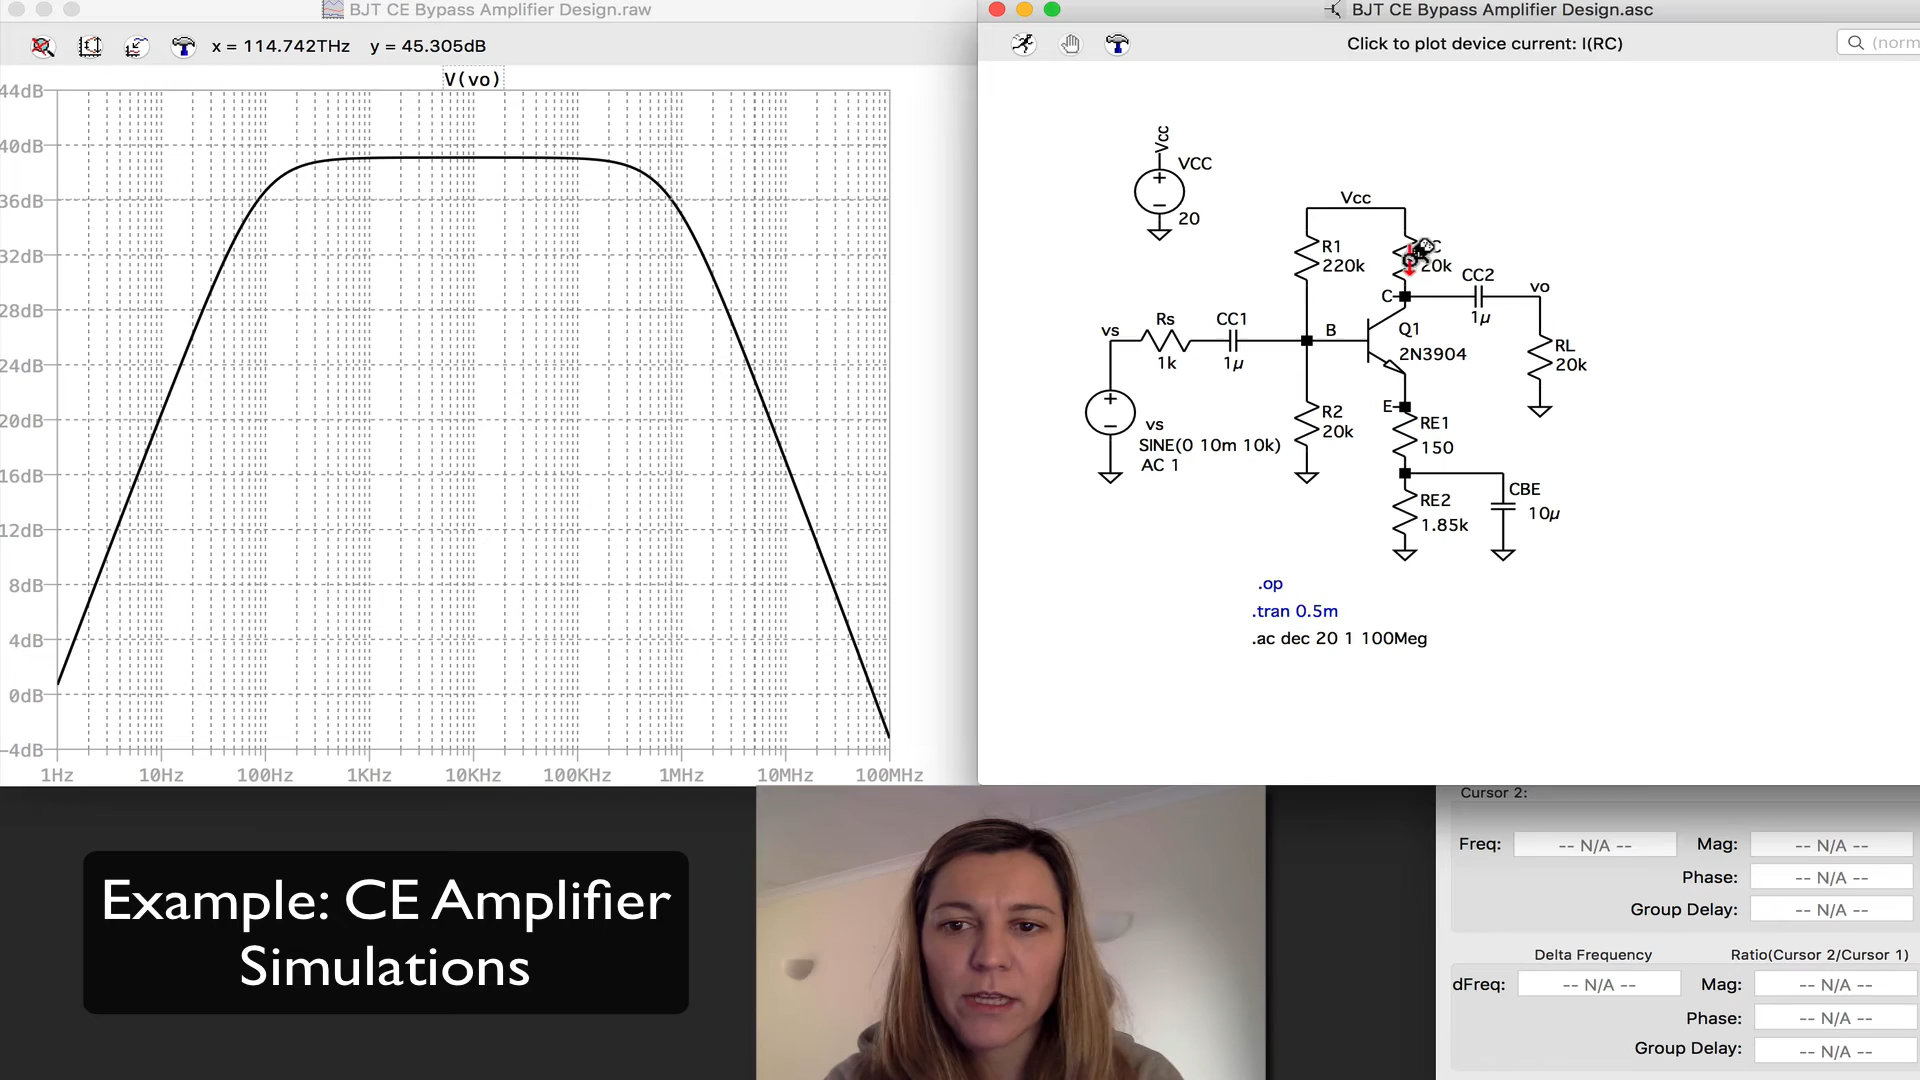 BJT CE Bypass Amplifier Design.raw
x = 114.742THz y = 45.305dB
V(vo)
44dB
40dB
36dB
32dB
28dB
24dB
20dB
16dB
12dB
8dB
4dB
0dB
-4dB
1Hz 10Hz 100Hz 1KHz 10KHz 100KHz 1MHz 10MHz 100MHz
BJT CE Bypass Amplifier Design.asc
Click to plot device current: I(RC)
(norm
Vcc
VCC
20
Vcc
R1
220k
20k
C
CC2
1µ
vo
RL
20k
vs
Rs
1k
CC1
1µ
B
Q1
2N3904
E
vs
SINE(0 10m 10k)
AC 1
R2
20k
RE1
150
RE2
1.85k
CBE
10µ
.op
.tran 0.5m
.ac dec 20 1 100Meg
Example: CE Amplifier
Simulations
Cursor 2:
Freq: -- N/A -- Mag: -- N/A --
Phase: -- N/A --
Group Delay: -- N/A --
Delta Frequency Ratio(Cursor 2/Cursor 1)
dFreq: -- N/A -- Mag: -- N/A --
Phase: -- N/A --
Group Delay: -- N/A --